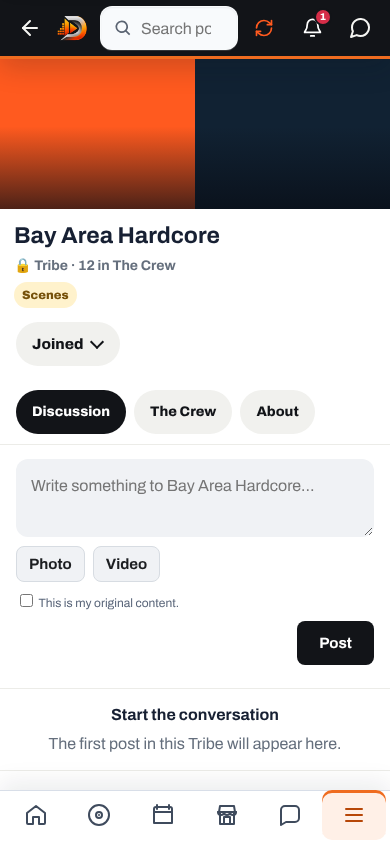 Search po
1
Bay Area Hardcore
🔒 Tribe · 12 in The Crew
Scenes
Joined
Discussion The Crew About
Write something to Bay Area Hardcore...
Photo Video
This is my original content.
Post
Start the conversation
The first post in this Tribe will appear here.